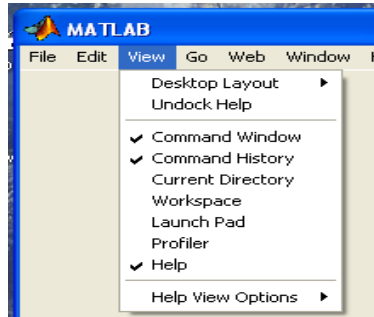 MATLAB
File Edit View Go Web Window
Desktop Layout
Undock Help
Command Window
Command History
Current Directory
Workspace
Launch Pad
Profiler
Help
Help View Options